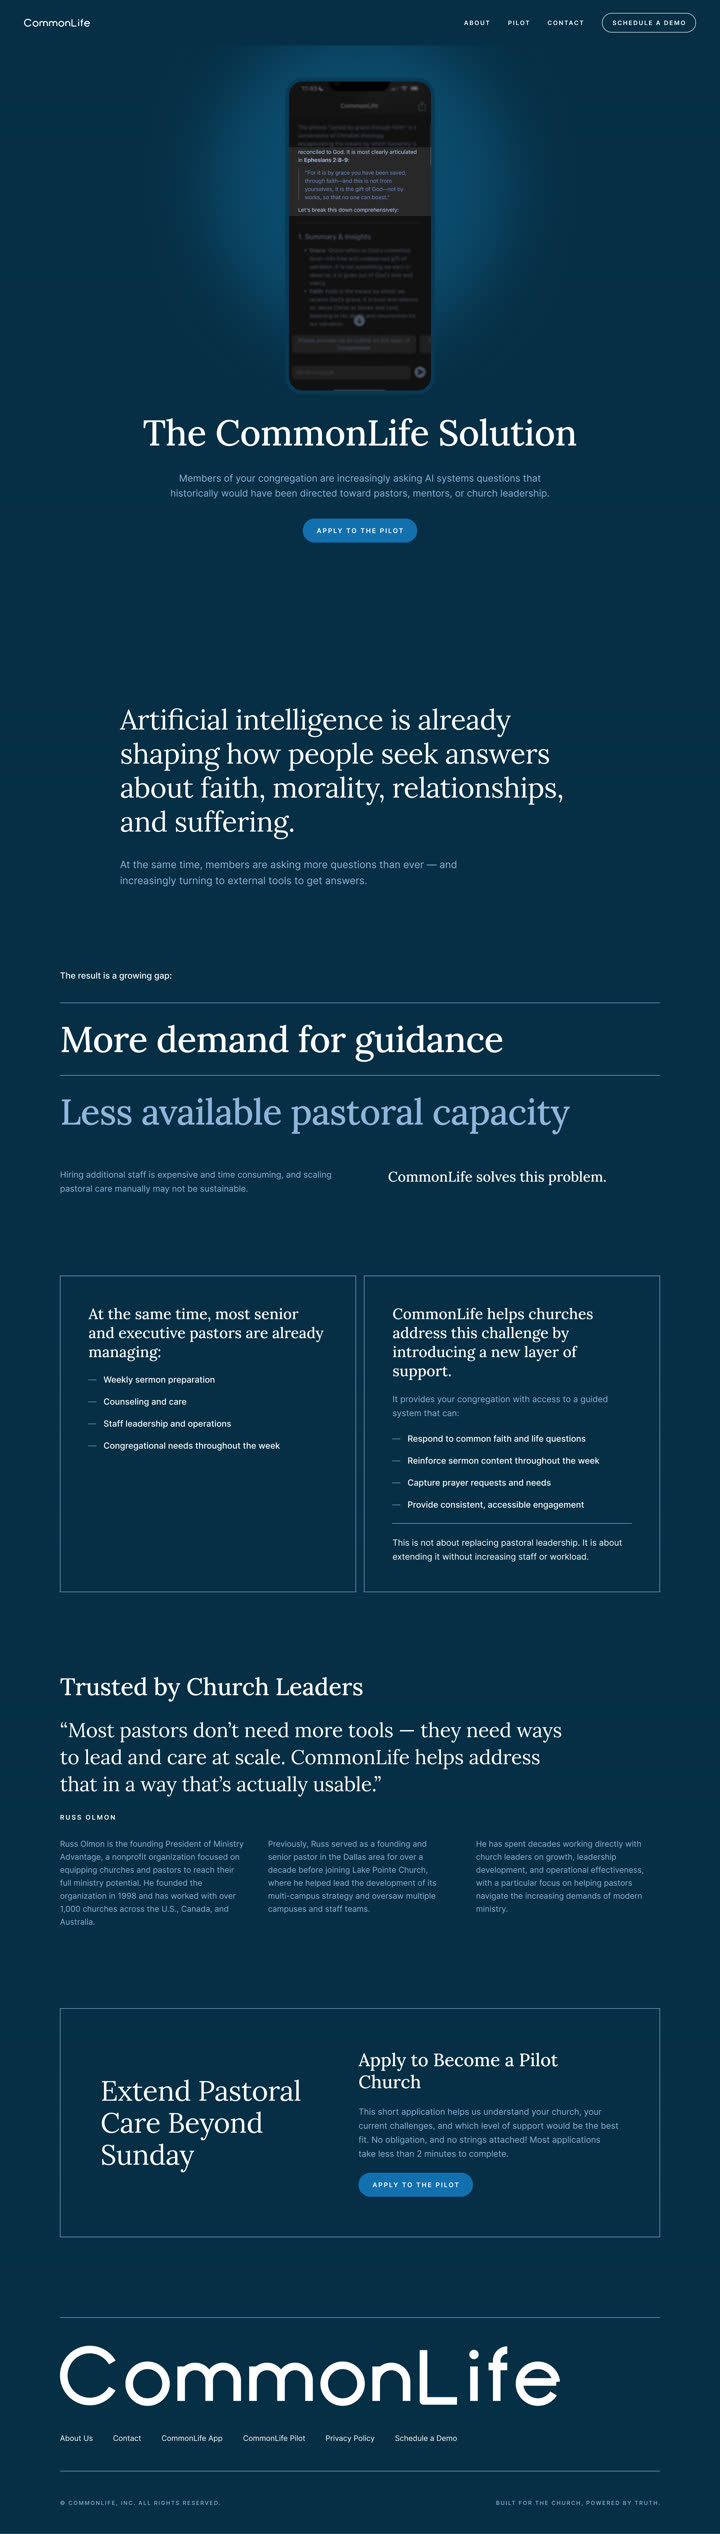 CommonLife
ABOUT
PILOT
CONTACT
SCHEDULE A DEMO
11:43
CommonLife
reconciled to God. It is most clearly articulated
in Ephesians 2:8-9:
"For it is by grace you have been saved,
through faith—and this is not from
yourselves, it is the gift of God—not by
works, so that no one can boast."
Let's break this down comprehensively:
1. Summary & Insights
The CommonLife Solution
Members of your congregation are increasingly asking AI systems questions that
historically would have been directed toward pastors, mentors, or church leadership.
APPLY TO THE PILOT
Artificial intelligence is already
shaping how people seek answers
about faith, morality, relationships,
and suffering.
At the same time, members are asking more questions than ever — and
increasingly turning to external tools to get answers.
The result is a growing gap:
More demand for guidance
Less available pastoral capacity
Hiring additional staff is expensive and time consuming, and scaling
pastoral care manually may not be sustainable.
CommonLife solves this problem.
At the same time, most senior
and executive pastors are already
managing:
— Weekly sermon preparation
— Counseling and care
— Staff leadership and operations
— Congregational needs throughout the week
CommonLife helps churches
address this challenge by
introducing a new layer of
support.
It provides your congregation with access to a guided
system that can:
— Respond to common faith and life questions
— Reinforce sermon content throughout the week
— Capture prayer requests and needs
— Provide consistent, accessible engagement
This is not about replacing pastoral leadership. It is about
extending it without increasing staff or workload.
Trusted by Church Leaders
“Most pastors don’t need more tools — they need ways
to lead and care at scale. CommonLife helps address
that in a way that’s actually usable.”
RUSS OLMON
Russ Olmon is the founding President of Ministry
Advantage, a nonprofit organization focused on
equipping churches and pastors to reach their
full ministry potential. He founded the
organization in 1998 and has worked with over
1,000 churches across the U.S., Canada, and
Australia.
Previously, Russ served as a founding and
senior pastor in the Dallas area for over a
decade before joining Lake Pointe Church,
where he helped lead the development of its
multi-campus strategy and oversaw multiple
campuses and staff teams.
He has spent decades working directly with
church leaders on growth, leadership
development, and operational effectiveness,
with a particular focus on helping pastors
navigate the increasing demands of modern
ministry.
Extend Pastoral
Care Beyond
Sunday
Apply to Become a Pilot
Church
This short application helps us understand your church, your
current challenges, and which level of support would be the best
fit. No obligation, and no strings attached! Most applications
take less than 2 minutes to complete.
APPLY TO THE PILOT
CommonLife
About Us
Contact
CommonLife App
CommonLife Pilot
Privacy Policy
Schedule a Demo
© COMMONLIFE, INC. ALL RIGHTS RESERVED.
BUILT FOR THE CHURCH, POWERED BY TRUTH.